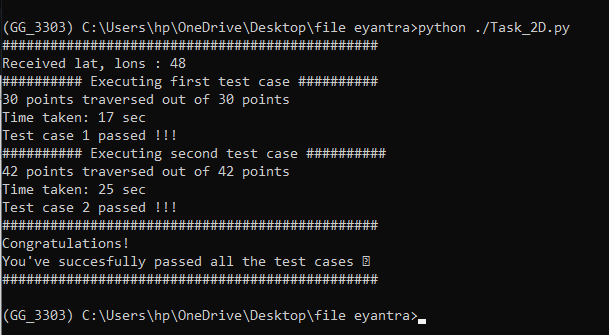 (GG_3303) C:\Users\hp\OneDrive\Desktop\file eyantra>python ./Task_2D.py
###############################################
Received lat, lons : 48
########## Executing first test case ##########
30 points traversed out of 30 points
Time taken: 17 sec
Test case 1 passed !!!
########## Executing second test case ##########
42 points traversed out of 42 points
Time taken: 25 sec
Test case 2 passed !!!
###############################################
Congratulations!
You've succesfully passed all the test cases
###############################################
(GG_3303) C:\Users\hp\OneDrive\Desktop\file eyantra>